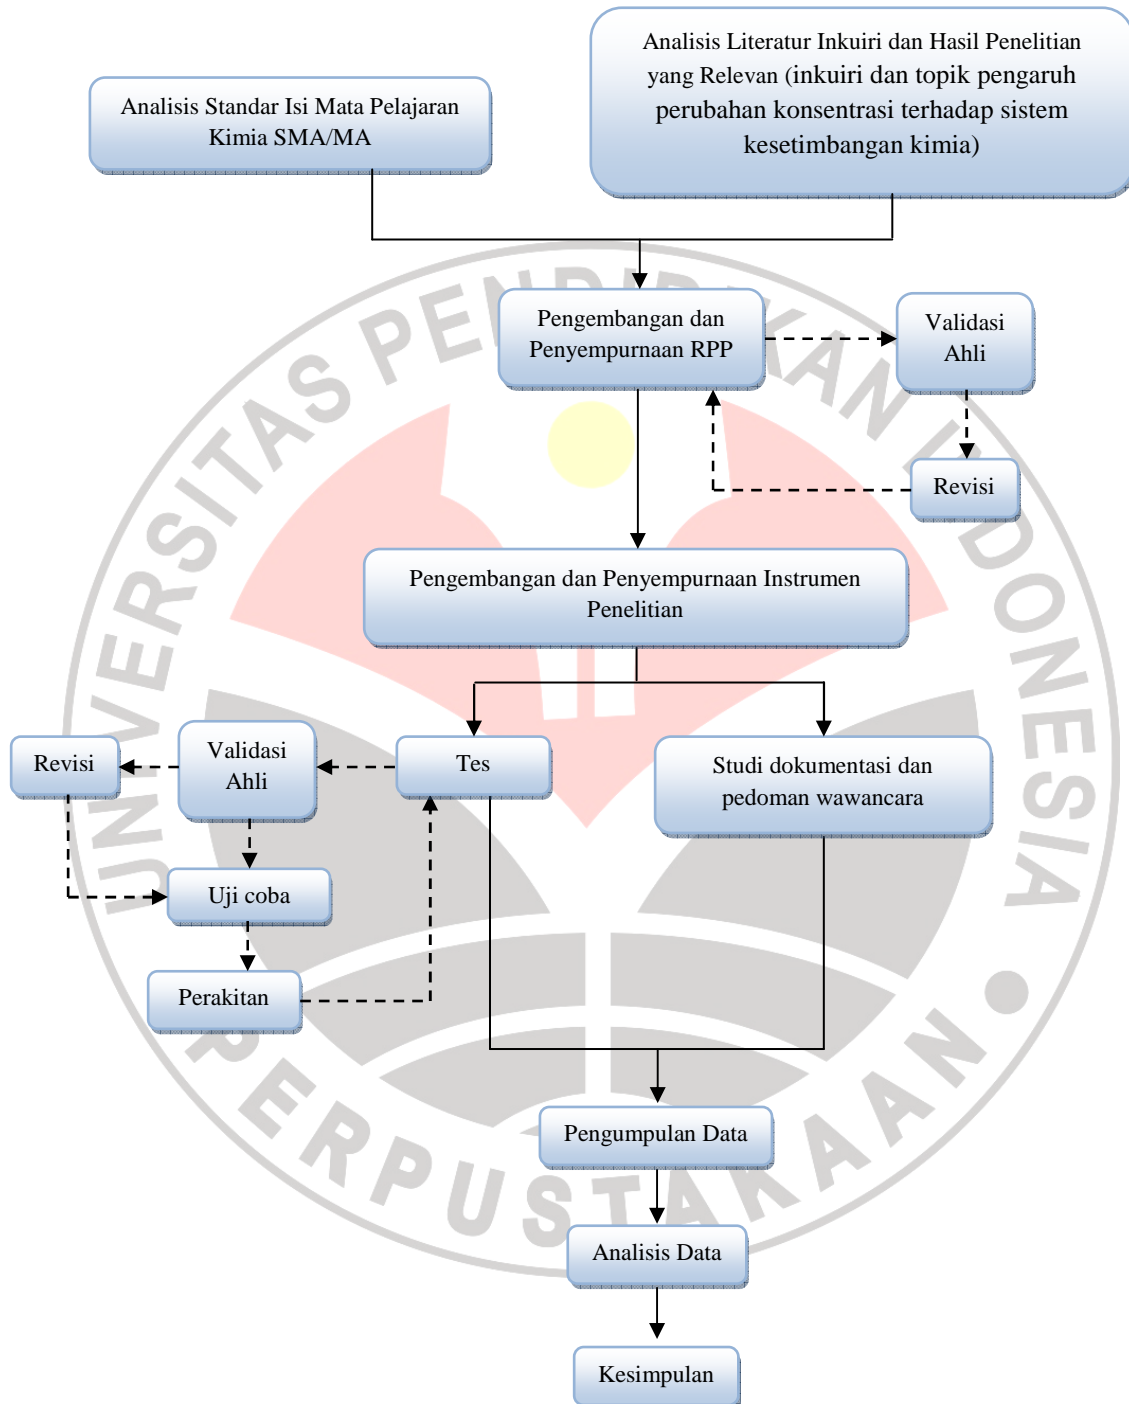 Analisis Literatur Inkuiri dan Hasil Penelitian
yang Relevan (inkuiri dan topik pengaruh
perubahan konsentrasi terhadap sistem
kesetimbangan kimia)
Analisis Standar Isi Mata Pelajaran
Kimia SMA/MA
UNIVERSITAS PENDIDIKAN INDONESIA
Pengembangan dan
Penyempurnaan RPP
Validasi
Ahli
Revisi
Pengembangan dan Penyempurnaan Instrumen
Penelitian
Revisi
Validasi
Ahli
Tes
Studi dokumentasi dan
pedoman wawancara
Uji coba
Perakitan
Pengumpulan Data
PERPUSTAKAAN
Analisis Data
Kesimpulan